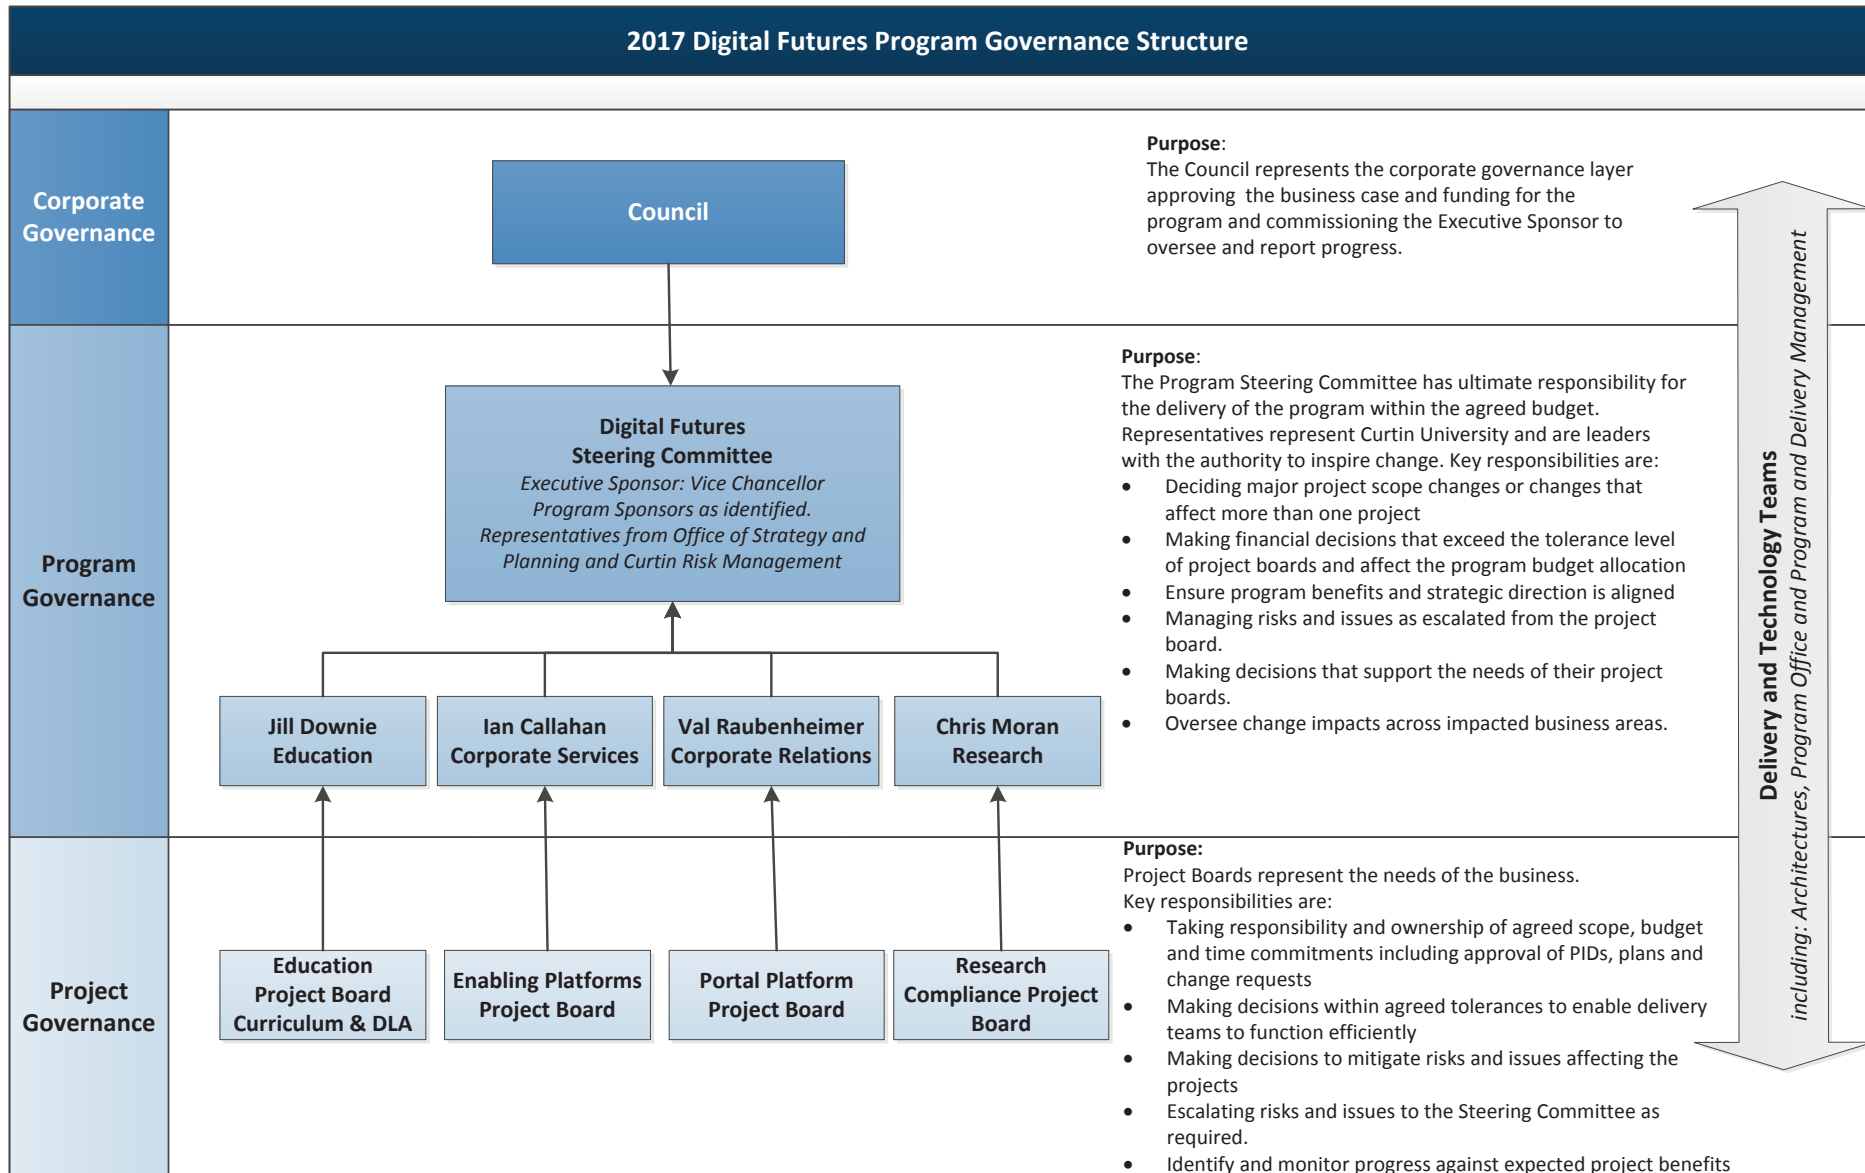 2017 Digital Futures Program Governance Structure
Corporate
Governance
Council
Purpose:
The Council represents the corporate governance layer
approving the business case and funding for the
program and commissioning the Executive Sponsor to
oversee and report progress.
Program
Governance
Digital Futures
Steering Committee
Executive Sponsor: Vice Chancellor
Program Sponsors as identified.
Representatives from Office of Strategy and
Planning and Curtin Risk Management
Jill Downie
Education
Ian Callahan
Corporate Services
Val Raubenheimer
Corporate Relations
Chris Moran
Research
Purpose:
The Program Steering Committee has ultimate responsibility for
the delivery of the program within the agreed budget.
Representatives represent Curtin University and are leaders
with the authority to inspire change. Key responsibilities are:
• Deciding major project scope changes or changes that
affect more than one project
• Making financial decisions that exceed the tolerance level
of project boards and affect the program budget allocation
• Ensure program benefits and strategic direction is aligned
• Managing risks and issues as escalated from the project
board.
• Making decisions that support the needs of their project
boards.
• Oversee change impacts across impacted business areas.
Project
Governance
Education
Project Board
Curriculum & DLA
Enabling Platforms
Project Board
Portal Platform
Project Board
Research
Compliance Project
Board
Purpose:
Project Boards represent the needs of the business.
Key responsibilities are:
• Taking responsibility and ownership of agreed scope, budget
and time commitments including approval of PIDs, plans and
change requests
• Making decisions within agreed tolerances to enable delivery
teams to function efficiently
• Making decisions to mitigate risks and issues affecting the
projects
• Escalating risks and issues to the Steering Committee as
required.
• Identify and monitor progress against expected project benefits
Delivery and Technology Teams
including: Architectures, Program Office and Program and Delivery Management